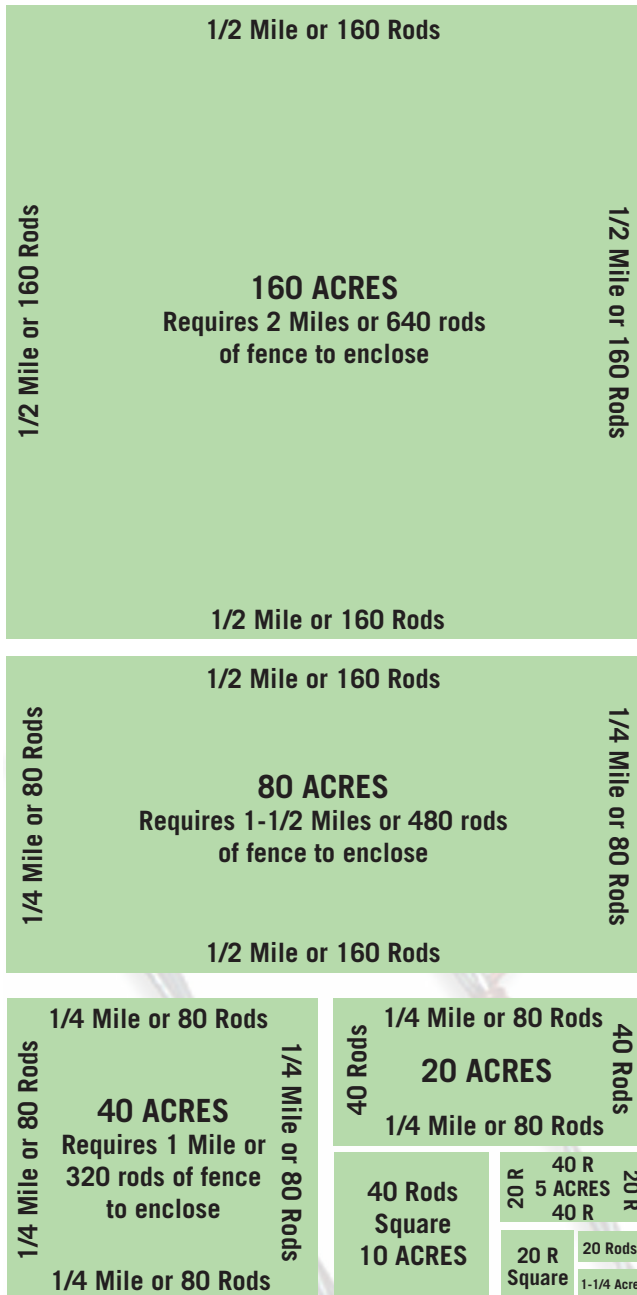 1/2 Mile or 160 Rods
1/2 Mile or 160 Rods
160 ACRES
Requires 2 Miles or 640 rods
of fence to enclose
1/2 Mile or 160 Rods
1/2 Mile or 160 Rods
1/2 Mile or 160 Rods
1/4 Mile or 80 Rods
80 ACRES
Requires 1-1/2 Miles or 480 rods
of fence to enclose
1/4 Mile or 80 Rods
1/2 Mile or 160 Rods
1/4 Mile or 80 Rods
1/4 Mile or 80 Rods
40 ACRES
Requires 1 Mile or
320 rods of fence
to enclose
1/4 Mile or 80 Rods
1/4 Mile or 80 Rods
1/4 Mile or 80 Rods
40 Rods
20 ACRES
40 Rods
1/4 Mile or 80 Rods
40 Rods
Square
10 ACRES
40 R
20 R
5 ACRES
20 R
40 R
20 R
Square
20 Rods
1-1/4 Acre